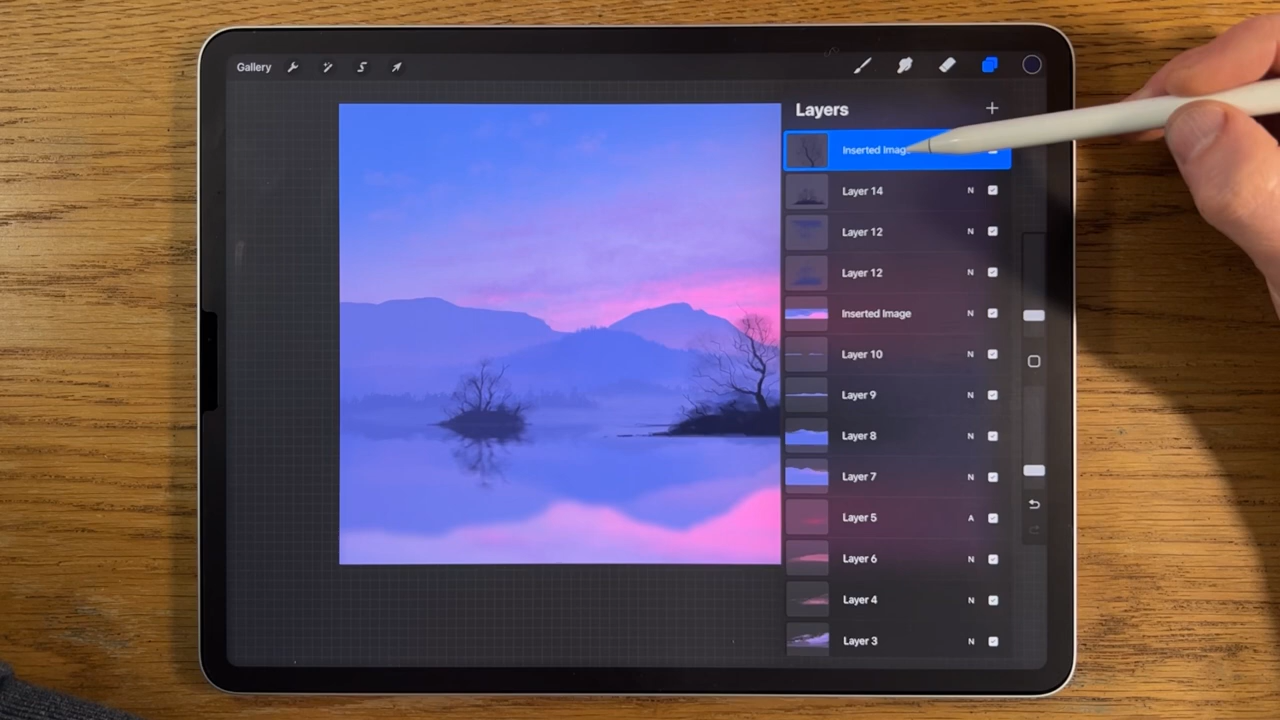 Gallery
Layers
Inserted Image
Layer 14 N
Layer 12 N
Layer 12 N
Inserted Image N
Layer 10 N
Layer 9 N
Layer 8 N
Layer 7 N
Layer 5 A
Layer 6 N
Layer 4 N
Layer 3 N